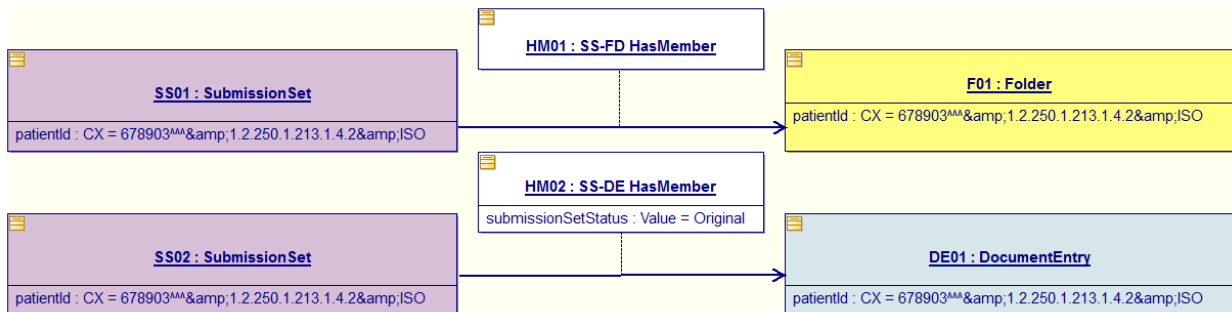 HM01 : SS-FD HasMember
SS01 : SubmissionSet
patientId : CX = 678903^^^&amp;1.2.250.1.213.1.4.2&amp;ISO
F01 : Folder
patientId : CX = 678903^^^&amp;1.2.250.1.213.1.4.2&amp;ISO
HM02 : SS-DE HasMember
submissionSetStatus : Value = Original
SS02 : SubmissionSet
patientId : CX = 678903^^^&amp;1.2.250.1.213.1.4.2&amp;ISO
DE01 : DocumentEntry
patientId : CX = 678903^^^&amp;1.2.250.1.213.1.4.2&amp;ISO